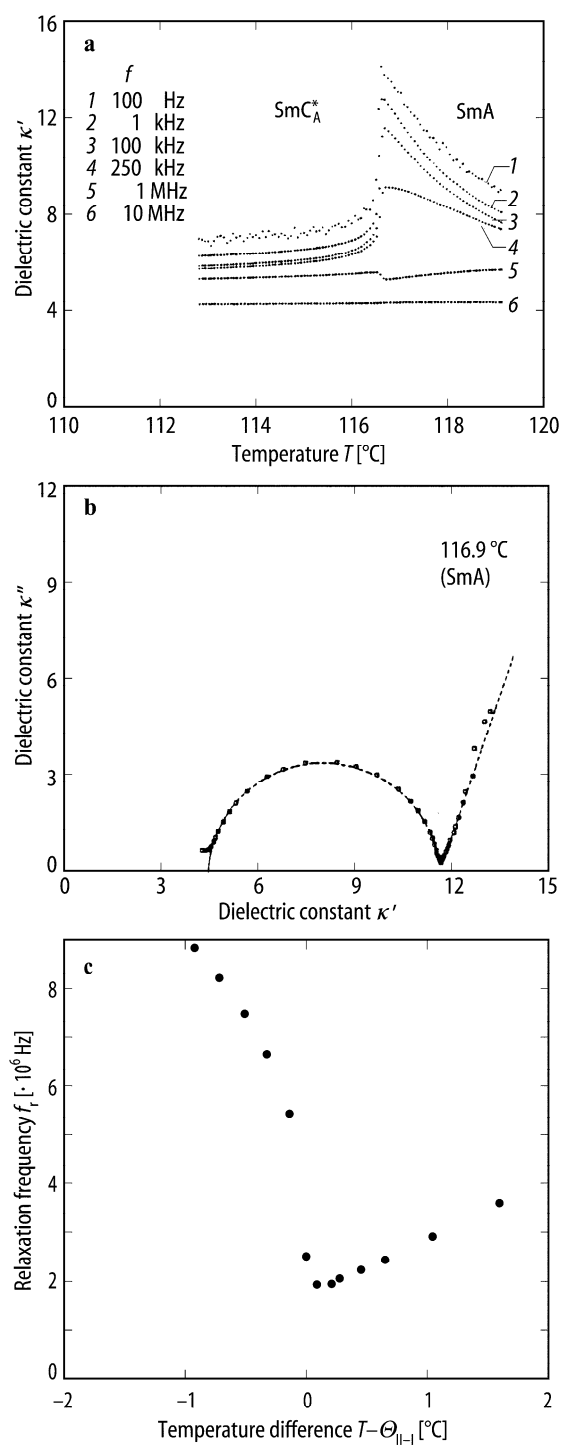 a
f
1 100 Hz
2 1 kHz
3 100 kHz
4 250 kHz
5 1 MHz
6 10 MHz
SmC*A
SmA
1
2
3
4
5
6
16
12
8
4
0
Dielectric constant κ′
110 112 114 116 118 120
Temperature T [°C]
b
116.9 °C
(SmA)
12
9
6
3
0
Dielectric constant κ″
0 3 6 9 12 15
Dielectric constant κ′
c
8
6
4
2
0
Relaxation frequency fr [· 10⁶ Hz]
−2 −1 0 1 2
Temperature difference T−ΘII–I [°C]